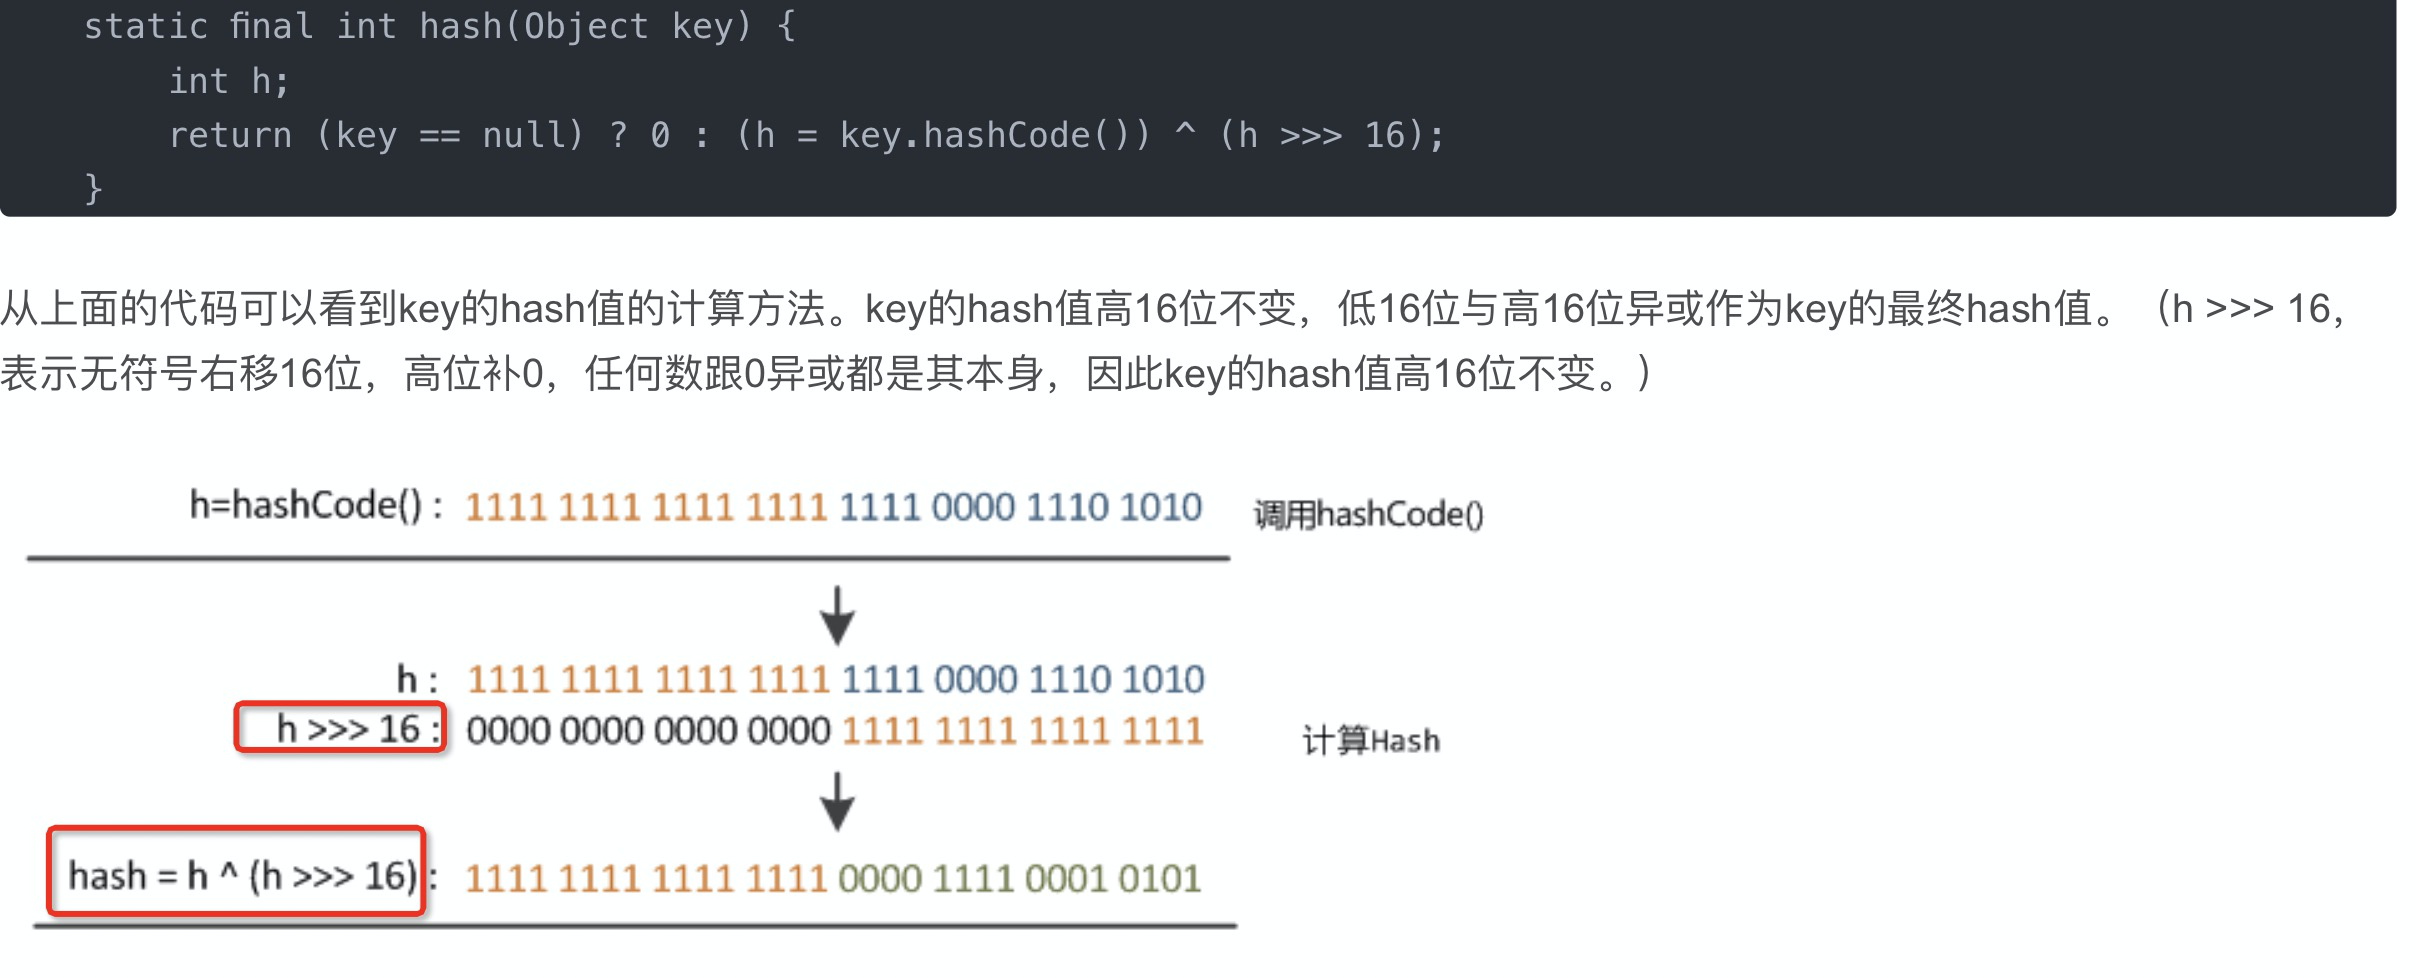 static final int hash(Object key) {
int h;
return (key == null) ? 0 : (h = key.hashCode()) ^ (h >>> 16);
}
从上面的代码可以看到key的hash值的计算方法。key的hash值高16位不变，低16位与高16位异或作为key的最终hash值。（h >>> 16，
表示无符号右移16位，高位补0，任何数跟0异或都是其本身，因此key的hash值高16位不变。）
h=hashCode() : 1111 1111 1111 1111 1111 0000 1110 1010 调用hashCode()
h : 1111 1111 1111 1111 1111 0000 1110 1010
h >>> 16 : 0000 0000 0000 0000 1111 1111 1111 1111 计算Hash
hash = h ^ (h >>> 16) : 1111 1111 1111 1111 0000 1111 0001 0101